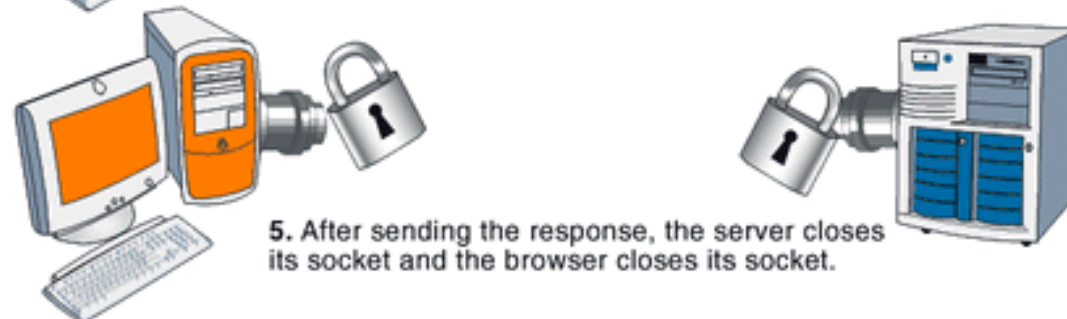 5. After sending the response, the server closes
its socket and the browser closes its socket.